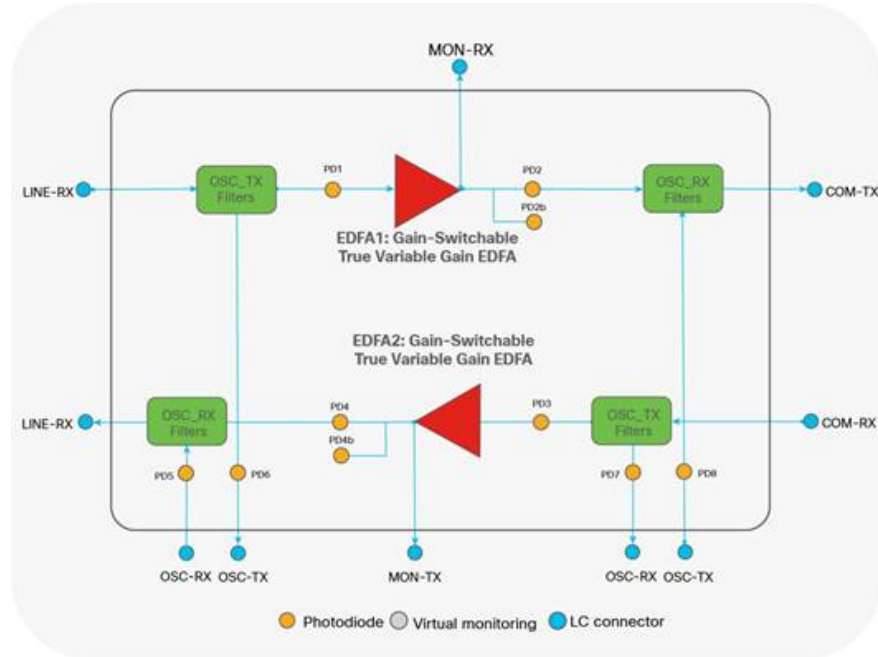 MON-RX
LINE-RX
OSC_TX
Filters
PD1
PD2
PD2b
OSC_RX
Filters
COM-TX
EDFA1: Gain-Switchable
True Variable Gain EDFA
EDFA2: Gain-Switchable
True Variable Gain EDFA
LINE-RX
OSC_RX
Filters
PD4
PD4b
PD3
OSC_TX
Filters
COM-RX
PD5
PD6
PD7
PD8
OSC-RX
OSC-TX
MON-TX
OSC-RX
OSC-TX
Photodiode
Virtual monitoring
LC connector